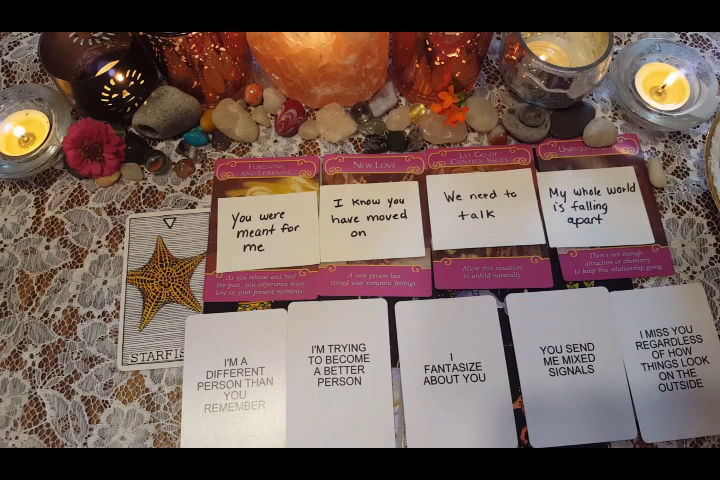 FORGIVING
AND LEARNING
You were
meant for
me
As you release and heal
the past, you experience more
love in your present moments.
NEW LOVE
I know you
have moved
on
A new person has
stirred your romantic feelings.
LET GO OF
CONTROL ISSUES
We need to
talk
Allow this situation
to unfold naturally.
My whole world
is falling
apart
There's not enough
attraction or chemistry
to keep this relationship going.
STARFIS
I'M A
DIFFERENT
PERSON THAN
YOU
REMEMBER
I'M TRYING
TO BECOME
A BETTER
PERSON
I
FANTASIZE
ABOUT YOU
YOU SEND
ME MIXED
SIGNALS
I MISS YOU
REGARDLESS
OF HOW
THINGS LOOK
ON THE
OUTSIDE